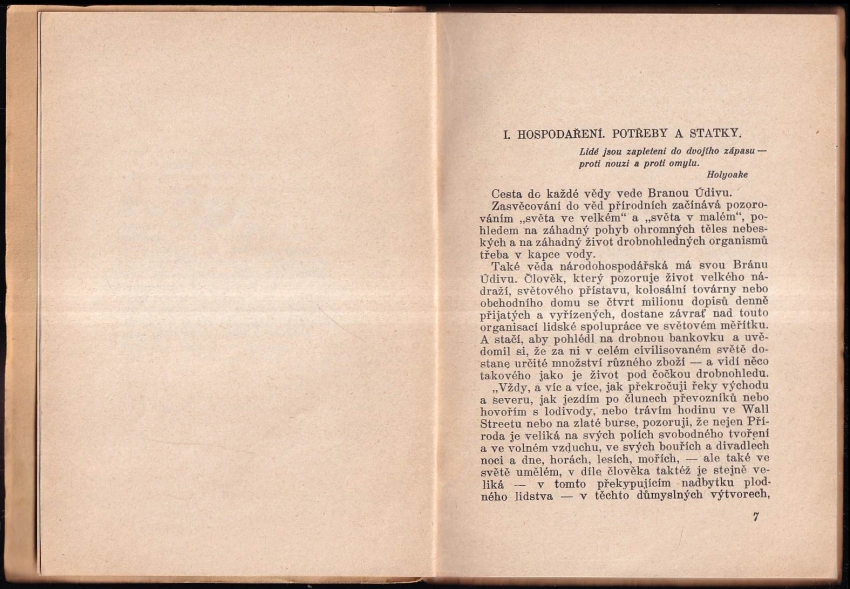 I. HOSPODAŘENÍ. POTŘEBY A STATKY.
Lidé jsou zapleteni do dvojího zápasu —
proti nouzi a proti omylu.
Holyoake
Cesta do každé vědy vede Branou Údivu.
Zasvěcování do věd přírodních začínává pozoro-
váním „světa ve velkém“ a „světa v malém“, po-
hledem na záhadný pohyb ohromných těles nebes-
kých a na záhadný život drobnohledných organismů
třeba v kapce vody.
Také věda národohospodářská má svou Bránu
Údivu. Člověk, který pozoruje život velkého ná-
draží, světového přístavu, kolosální továrny nebo
obchodního domu se čtvrt milionu dopisů denně
přijatých a vyřízených, dostane závrať nad touto
organisací lidské spolupráce ve světovém měřítku.
A stačí, aby pohlédl na drobnou bankovku a uvě-
domil si, že za ni v celém civilisovaném světě do-
stane určité množství různého zboží — a vidí něco
takového jako je život pod čočkou drobnohledu.
„Vždy, a víc a více, jak překročuji řeky východu
a severu, jak jezdím po člunech převozníků nebo
hovořím s lodivody, nebo trávím hodinu ve Wall
Streetu nebo na zlaté burse, pozoruji, že nejen Pří-
roda je veliká na svých polích svobodného tvoření
a ve volném vzduchu, ve svých bouřích a divadlech
noci a dne, horách, lesích, mořích, — ale také ve
světě umělém, v díle člověka taktéž je stejně ve-
liká — v tomto překypujícím nadbytku plod-
ného lidstva — v těchto důmyslných výtvorech,
7